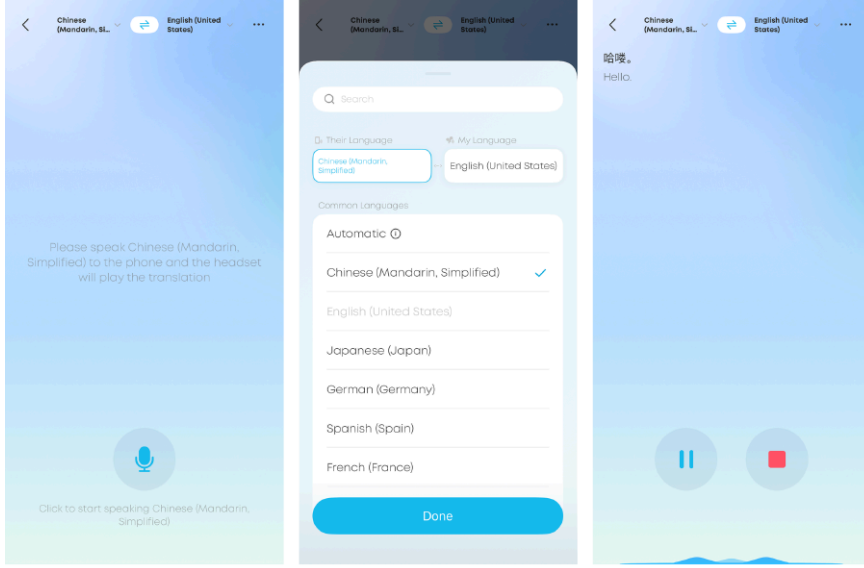 Chinese
(Mandarin, Si...
English (United
States)
Please speak Chinese (Mandarin,
Simplified) to the phone and the headset
will play the translation
Click to start speaking Chinese (Mandarin,
Simplified)
Chinese
(Mandarin, Si...
English (United
States)
Search
Their Language
My Language
Chinese (Mandarin,
Simplified)
English (United States)
Common Languages
Automatic
Chinese (Mandarin, Simplified)
English (United States)
Japanese (Japan)
German (Germany)
Spanish (Spain)
French (France)
Done
Chinese
(Mandarin, Si...
English (United
States)
哈喽。
Hello.